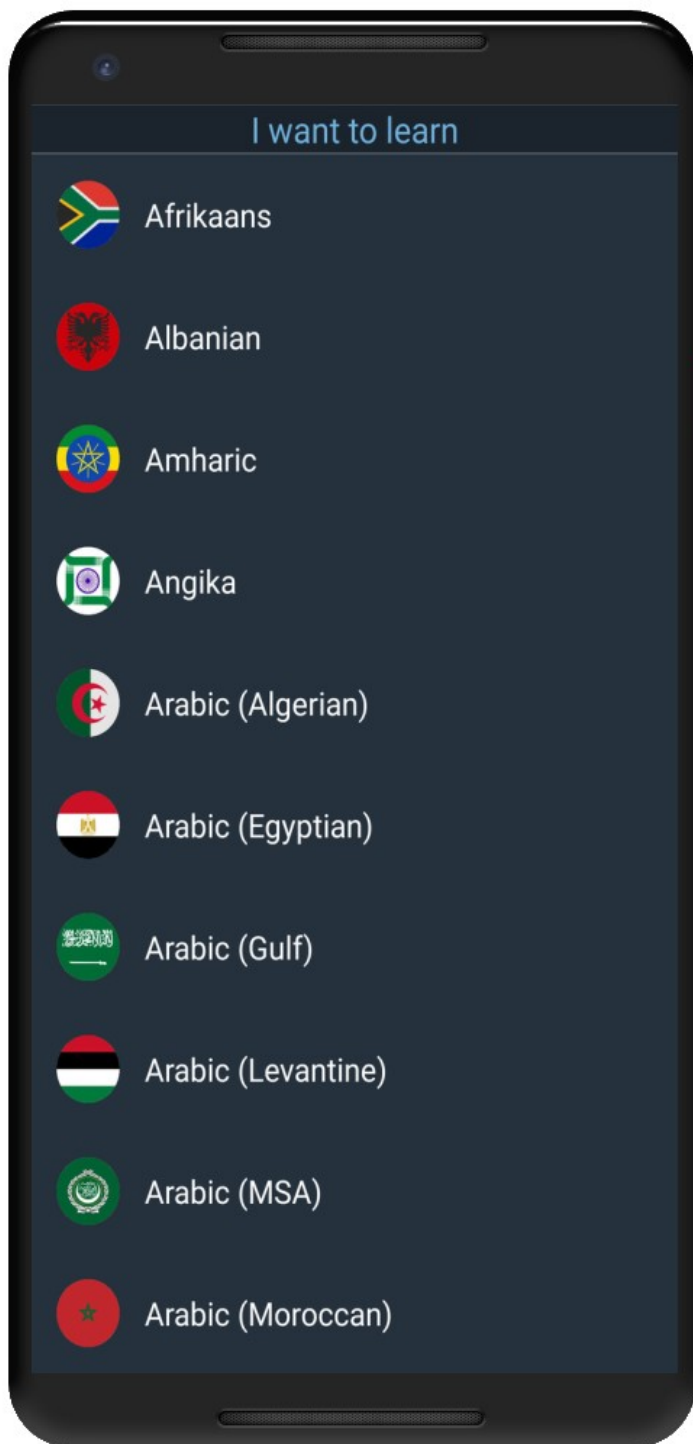 I want to learn
Afrikaans
Albanian
Amharic
Angika
Arabic (Algerian)
Arabic (Egyptian)
Arabic (Gulf)
Arabic (Levantine)
Arabic (MSA)
Arabic (Moroccan)